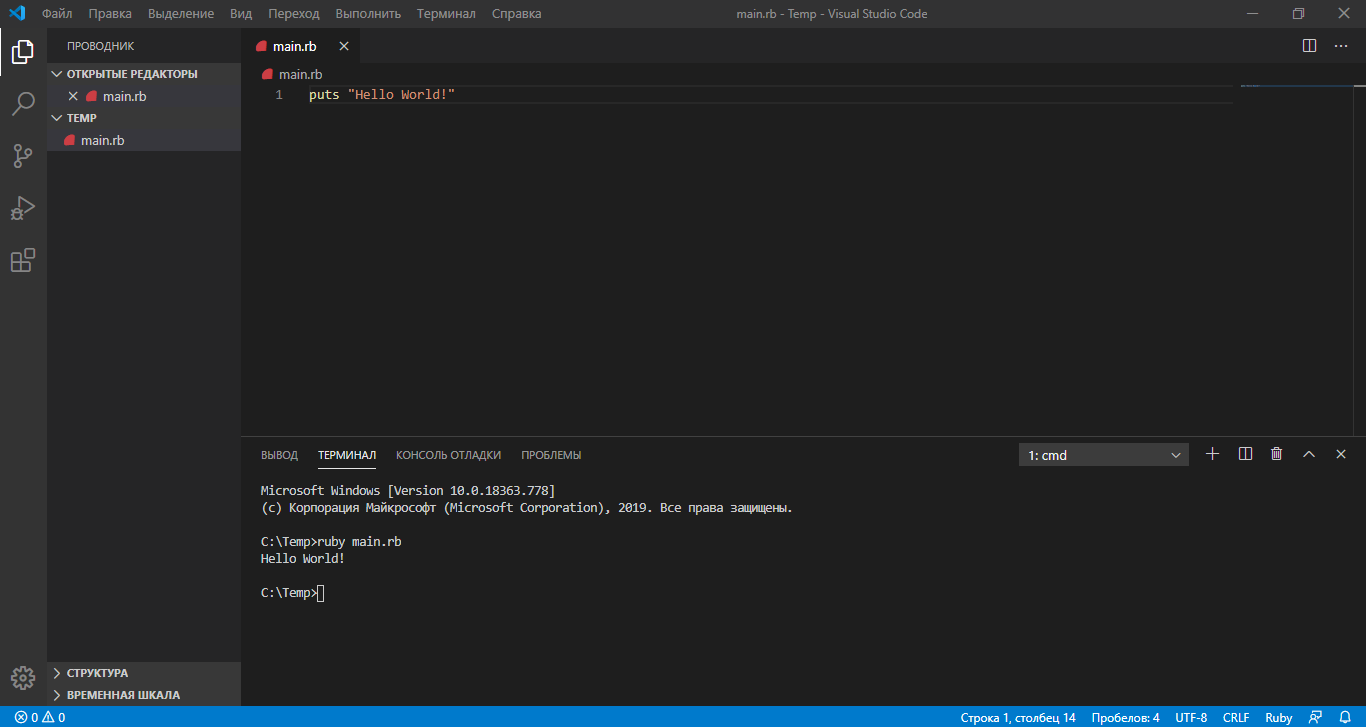 Файл Правка Выделение Вид Переход Выполнить Терминал Справка main.rb - Temp - Visual Studio Code
ПРОВОДНИК
ОТКРЫТЫЕ РЕДАКТОРЫ
main.rb
TEMP
main.rb
СТРУКТУРА
ВРЕМЕННАЯ ШКАЛА
main.rb
main.rb
1 puts "Hello World!"
ВЫВОД ТЕРМИНАЛ КОНСОЛЬ ОТЛАДКИ ПРОБЛЕМЫ 1: cmd
Microsoft Windows [Version 10.0.18363.778]
(c) Корпорация Майкрософт (Microsoft Corporation), 2019. Все права защищены.
C:\Temp>ruby main.rb
Hello World!
C:\Temp>
0 0 Строка 1, столбец 14 Пробелов: 4 UTF-8 CRLF Ruby